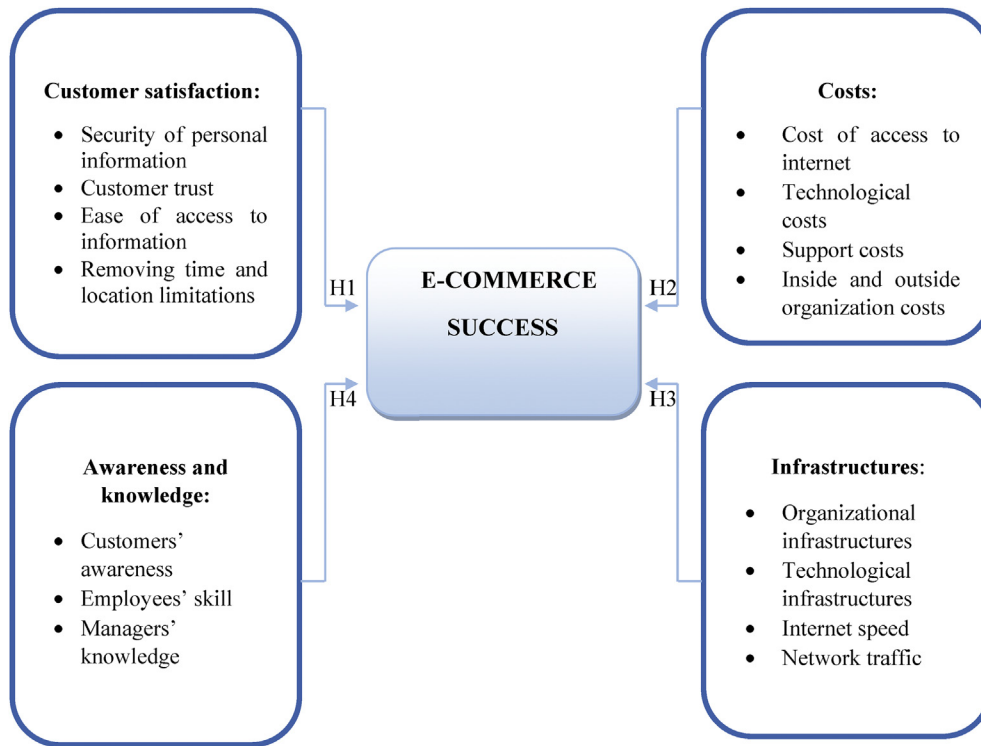 Customer satisfaction:
• Security of personal
information
• Customer trust
• Ease of access to
information
• Removing time and
location limitations
Costs:
• Cost of access to
internet
• Technological
costs
• Support costs
• Inside and outside
organization costs
H1
E-COMMERCE
SUCCESS
H2
H4
H3
Awareness and
knowledge:
• Customers’
awareness
• Employees’ skill
• Managers’
knowledge
Infrastructures:
• Organizational
infrastructures
• Technological
infrastructures
• Internet speed
• Network traffic